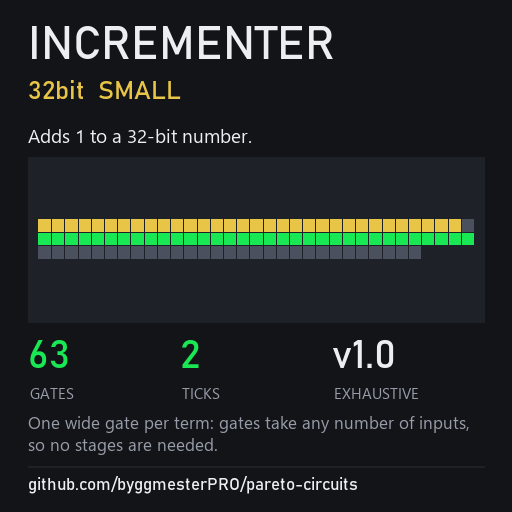 INCREMENTER
32bit SMALL
Adds 1 to a 32-bit number.
63 2 v1.0
GATES TICKS EXHAUSTIVE
One wide gate per term: gates take any number of inputs,
so no stages are needed.
github.com/byggmesterPRO/pareto-circuits